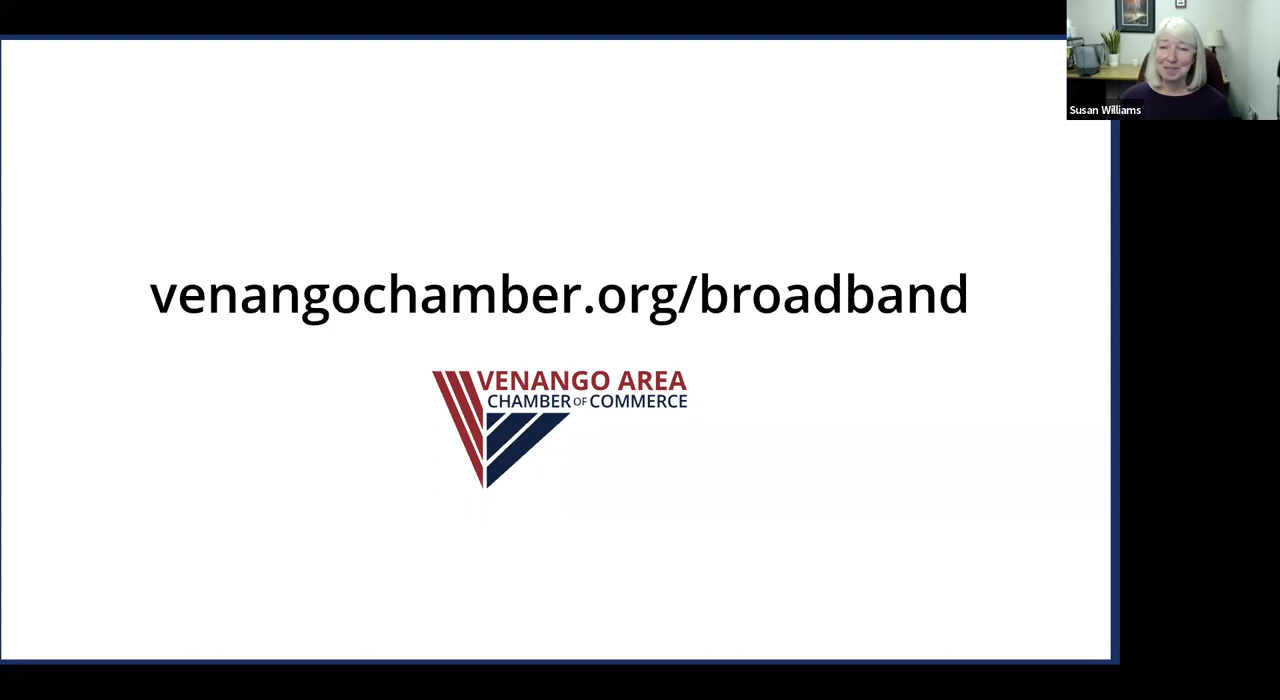 Susan Williams
venangochamber.org/broadband
VENANGO AREA
CHAMBER OF COMMERCE